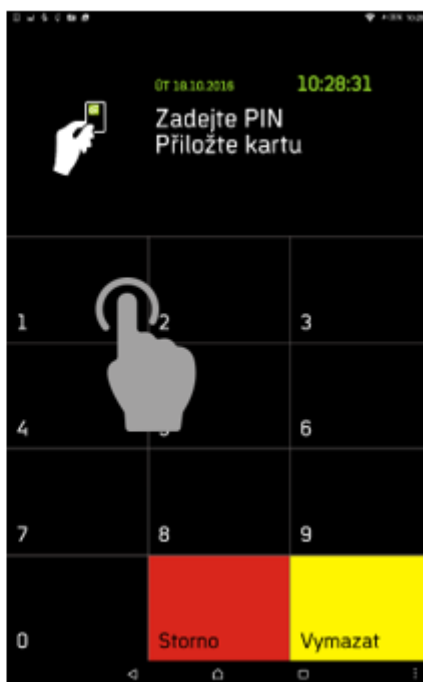 ÚT 18.10.2016 10:28:31
Zadejte PIN
Přiložte kartu
1 2 3
4 6
7 8 9
0 Storno Vymazat